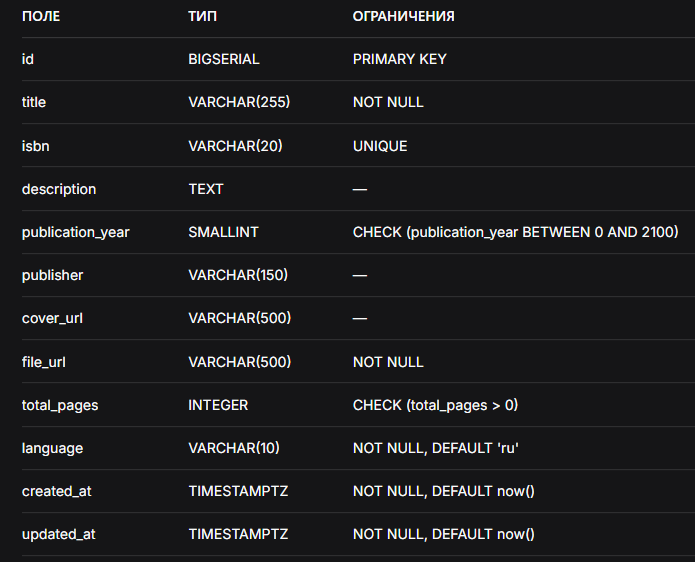 ПОЛЕ ТИП ОГРАНИЧЕНИЯ
id BIGSERIAL PRIMARY KEY
title VARCHAR(255) NOT NULL
isbn VARCHAR(20) UNIQUE
description TEXT —
publication_year SMALLINT CHECK (publication_year BETWEEN 0 AND 2100)
publisher VARCHAR(150) —
cover_url VARCHAR(500) —
file_url VARCHAR(500) NOT NULL
total_pages INTEGER CHECK (total_pages > 0)
language VARCHAR(10) NOT NULL, DEFAULT 'ru'
created_at TIMESTAMPTZ NOT NULL, DEFAULT now()
updated_at TIMESTAMPTZ NOT NULL, DEFAULT now()